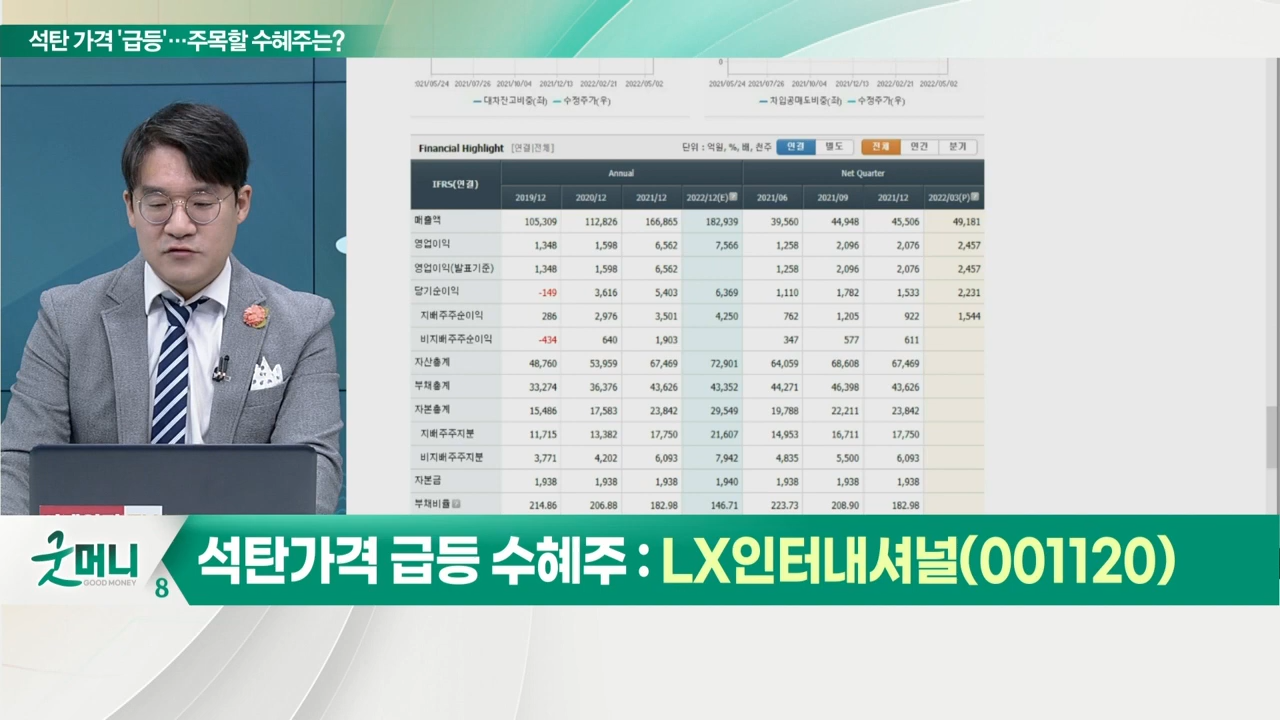 석탄 가격 '급등'…주목할 수혜주는?
0
2021/05/24 2021/07/26 2021/10/04 2021/12/13 2022/02/21 2022/05/02
2021/05/24 2021/07/26 2021/10/04 2021/12/13 2022/02/21 2022/05/02
대차잔고비중(좌) 수정주가(우)
차입공매도비중(좌) 수정주가(우)
Financial Highlight [연결|전체]
단위 : 억원, %, 배, 천주 연결 별도 전체 연간 분기
IFRS(연결) Annual Net Quarter
2019/12 2020/12 2021/12 2022/12(E) 2021/06 2021/09 2021/12 2022/03(P)
매출액 105,309 112,826 166,865 182,939 39,560 44,948 45,506 49,181
영업이익 1,348 1,598 6,562 7,566 1,258 2,096 2,076 2,457
영업이익(발표기준) 1,348 1,598 6,562 1,258 2,096 2,076 2,457
당기순이익 -149 3,616 5,403 6,369 1,110 1,782 1,533 2,231
지배주주순이익 286 2,976 3,501 4,250 762 1,205 922 1,544
비지배주주순이익 -434 640 1,903 347 577 611
자산총계 48,760 53,959 67,469 72,901 64,059 68,608 67,469
부채총계 33,274 36,376 43,626 43,352 44,271 46,398 43,626
자본총계 15,486 17,583 23,842 29,549 19,788 22,211 23,842
지배주주지분 11,715 13,382 17,750 21,607 14,953 16,711 17,750
비지배주주지분 3,771 4,202 6,093 7,942 4,835 5,500 6,093
자본금 1,938 1,938 1,938 1,940 1,938 1,938 1,938
부채비율 214.86 206.88 182.98 146.71 223.73 208.90 182.98
굿머니
GOOD MONEY
8
석탄가격 급등 수혜주 : LX인터내셔널(001120)